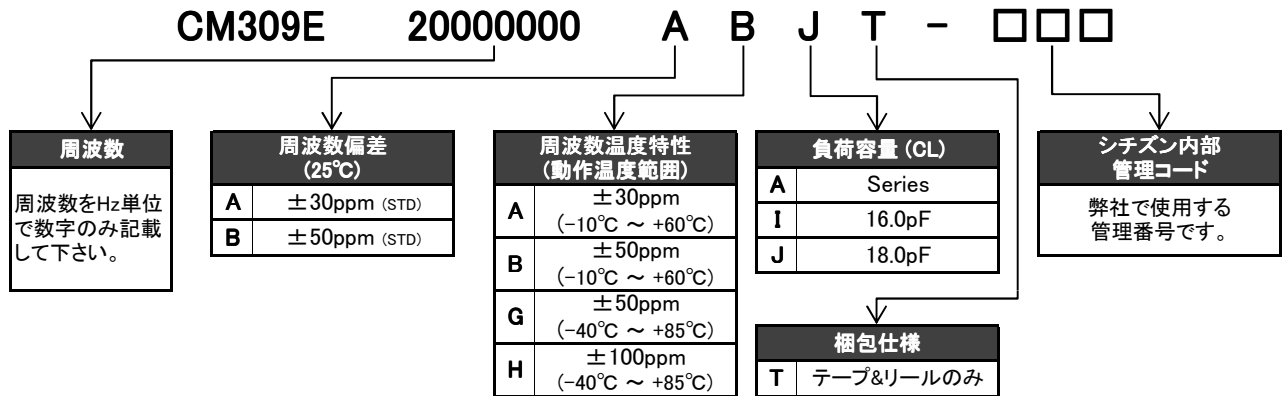 CM309E 20000000 A B J T - □□□
周波数
周波数をHz単位
で数字のみ記載
して下さい。
周波数偏差
(25℃)
A ±30ppm (STD)
B ±50ppm (STD)
周波数温度特性
(動作温度範囲)
A ±30ppm
(-10℃ ～ +60℃)
B ±50ppm
(-10℃ ～ +60℃)
G ±50ppm
(-40℃ ～ +85℃)
H ±100ppm
(-40℃ ～ +85℃)
負荷容量 (CL)
A Series
I 16.0pF
J 18.0pF
梱包仕様
T テープ&リールのみ
シチズン内部
管理コード
弊社で使用する
管理番号です。